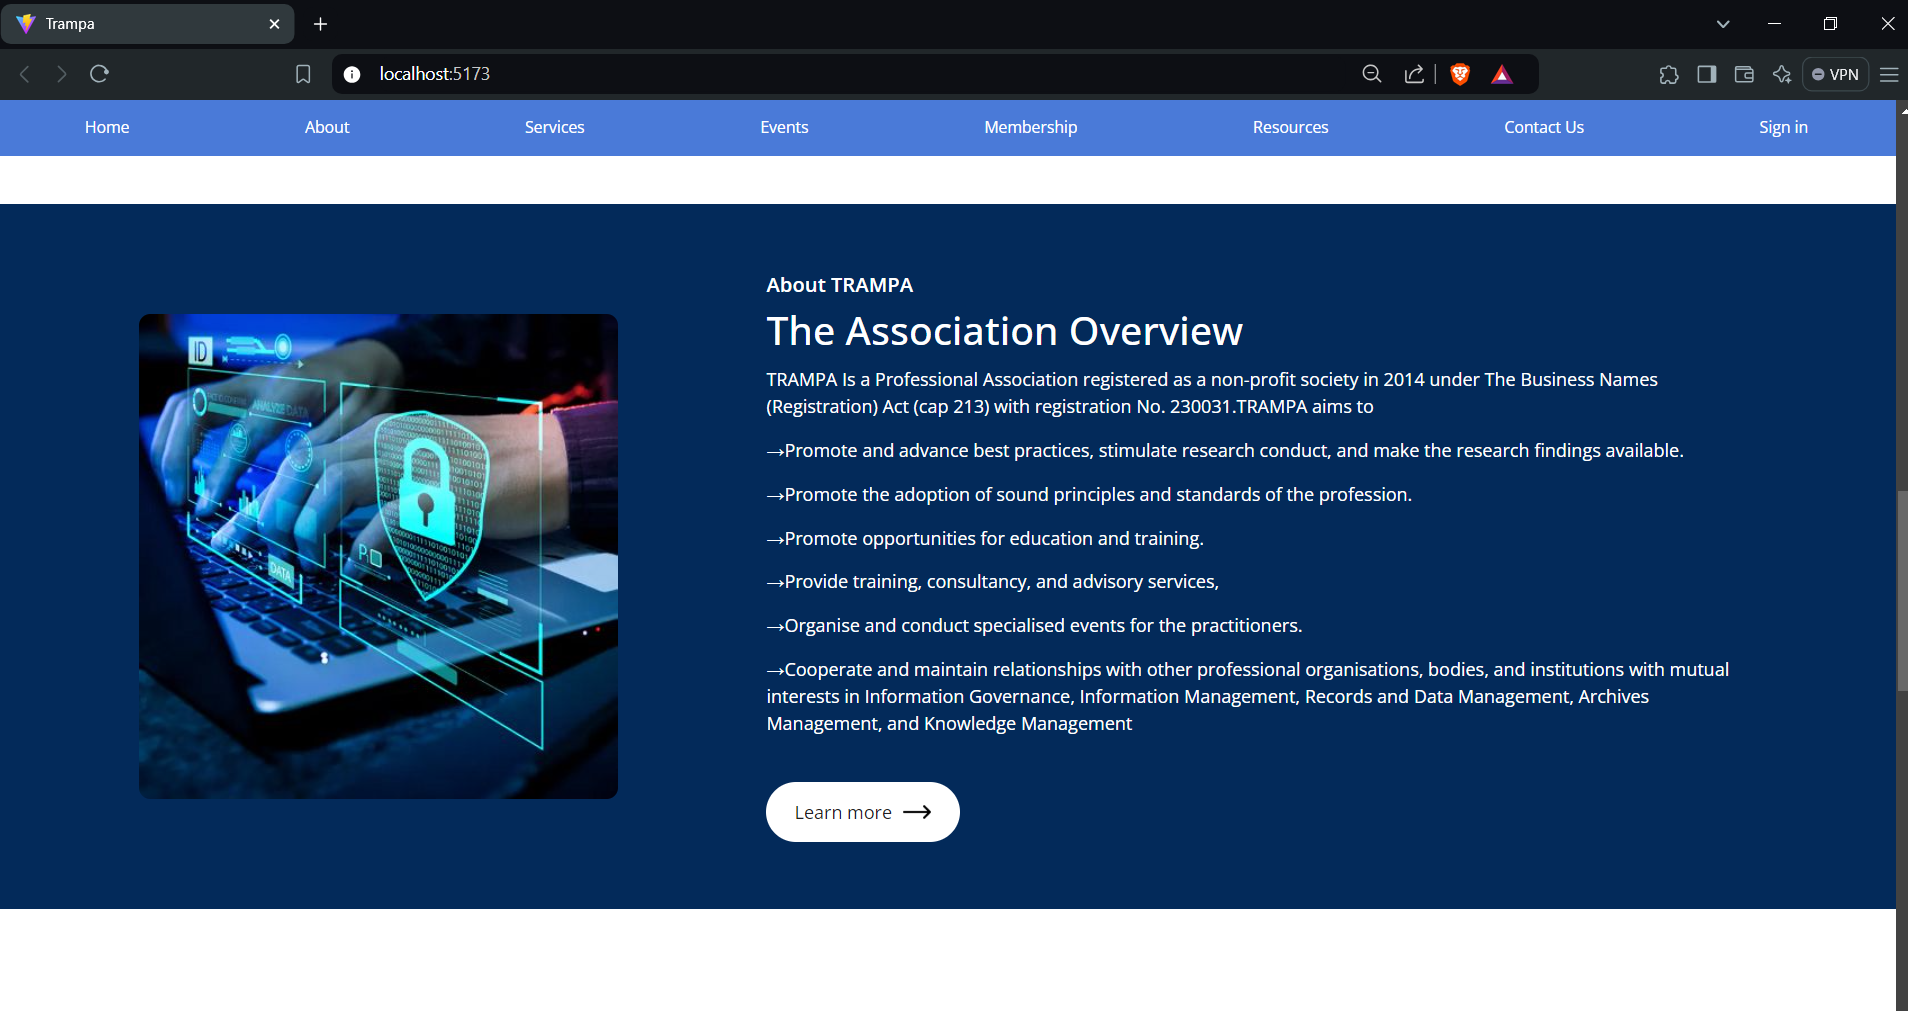 Trampa
localhost:5173
VPN
Home About Services Events Membership Resources Contact Us Sign in
About TRAMPA
The Association Overview
TRAMPA Is a Professional Association registered as a non-profit society in 2014 under The Business Names
(Registration) Act (cap 213) with registration No. 230031.TRAMPA aims to
→Promote and advance best practices, stimulate research conduct, and make the research findings available.
→Promote the adoption of sound principles and standards of the profession.
→Promote opportunities for education and training.
→Provide training, consultancy, and advisory services,
→Organise and conduct specialised events for the practitioners.
→Cooperate and maintain relationships with other professional organisations, bodies, and institutions with mutual
interests in Information Governance, Information Management, Records and Data Management, Archives
Management, and Knowledge Management
Learn more
ID
ANALYZE DATA
DATA